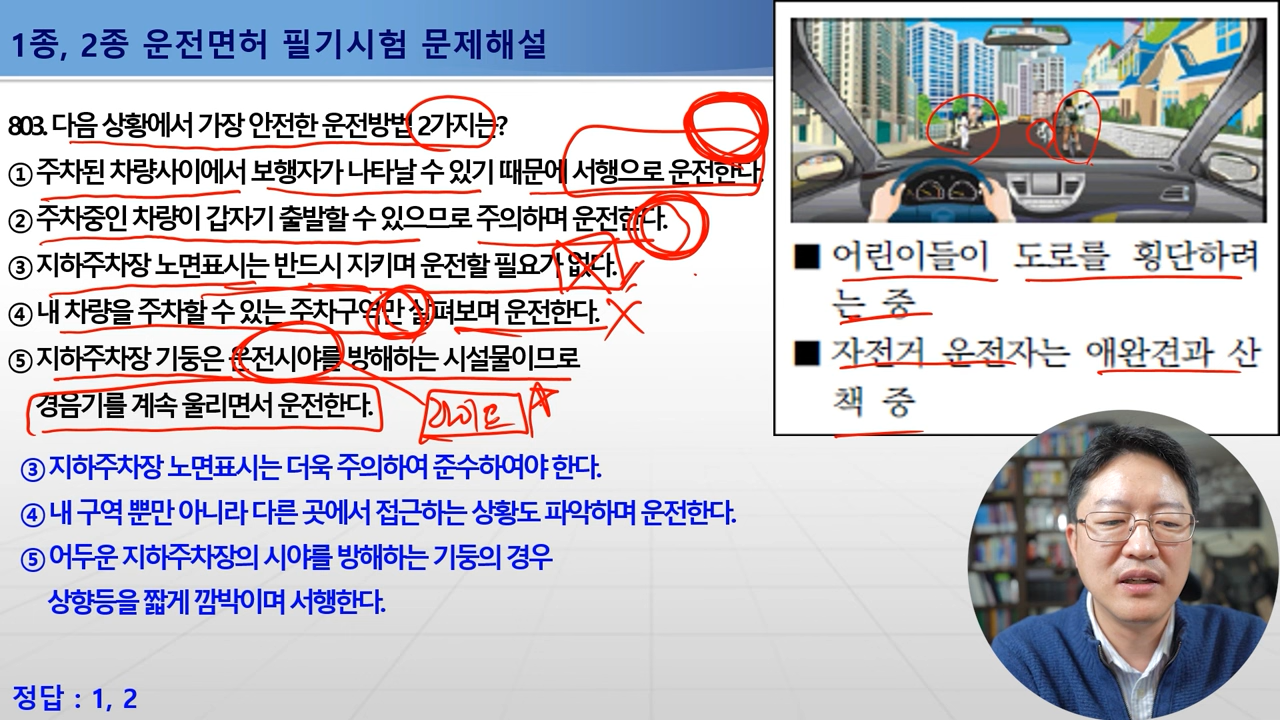 1종, 2종 운전면허 필기시험 문제해설
803. 다음 상황에서 가장 안전한 운전방법 2가지는?
① 주차된 차량사이에서 보행자가 나타날 수 있기 때문에 서행으로 운전한다.
② 주차중인 차량이 갑자기 출발할 수 있으므로 주의하며 운전한다.
③ 지하주차장 노면표시는 반드시 지키며 운전할 필요가 없다.
④ 내 차량을 주차할 수 있는 주차구역만 살펴보며 운전한다.
⑤ 지하주차장 기둥은 운전시야를 방해하는 시설물이므로
경음기를 계속 울리면서 운전한다.
라이트
③ 지하주차장 노면표시는 더욱 주의하여 준수하여야 한다.
④ 내 구역 뿐만 아니라 다른 곳에서 접근하는 상황도 파악하며 운전한다.
⑤ 어두운 지하주차장의 시야를 방해하는 기둥의 경우
상향등을 짧게 깜박이며 서행한다.
정답 : 1, 2
■ 어린이들이 도로를 횡단하려
는 중
■ 자전거 운전자는 애완견과 산
책 중